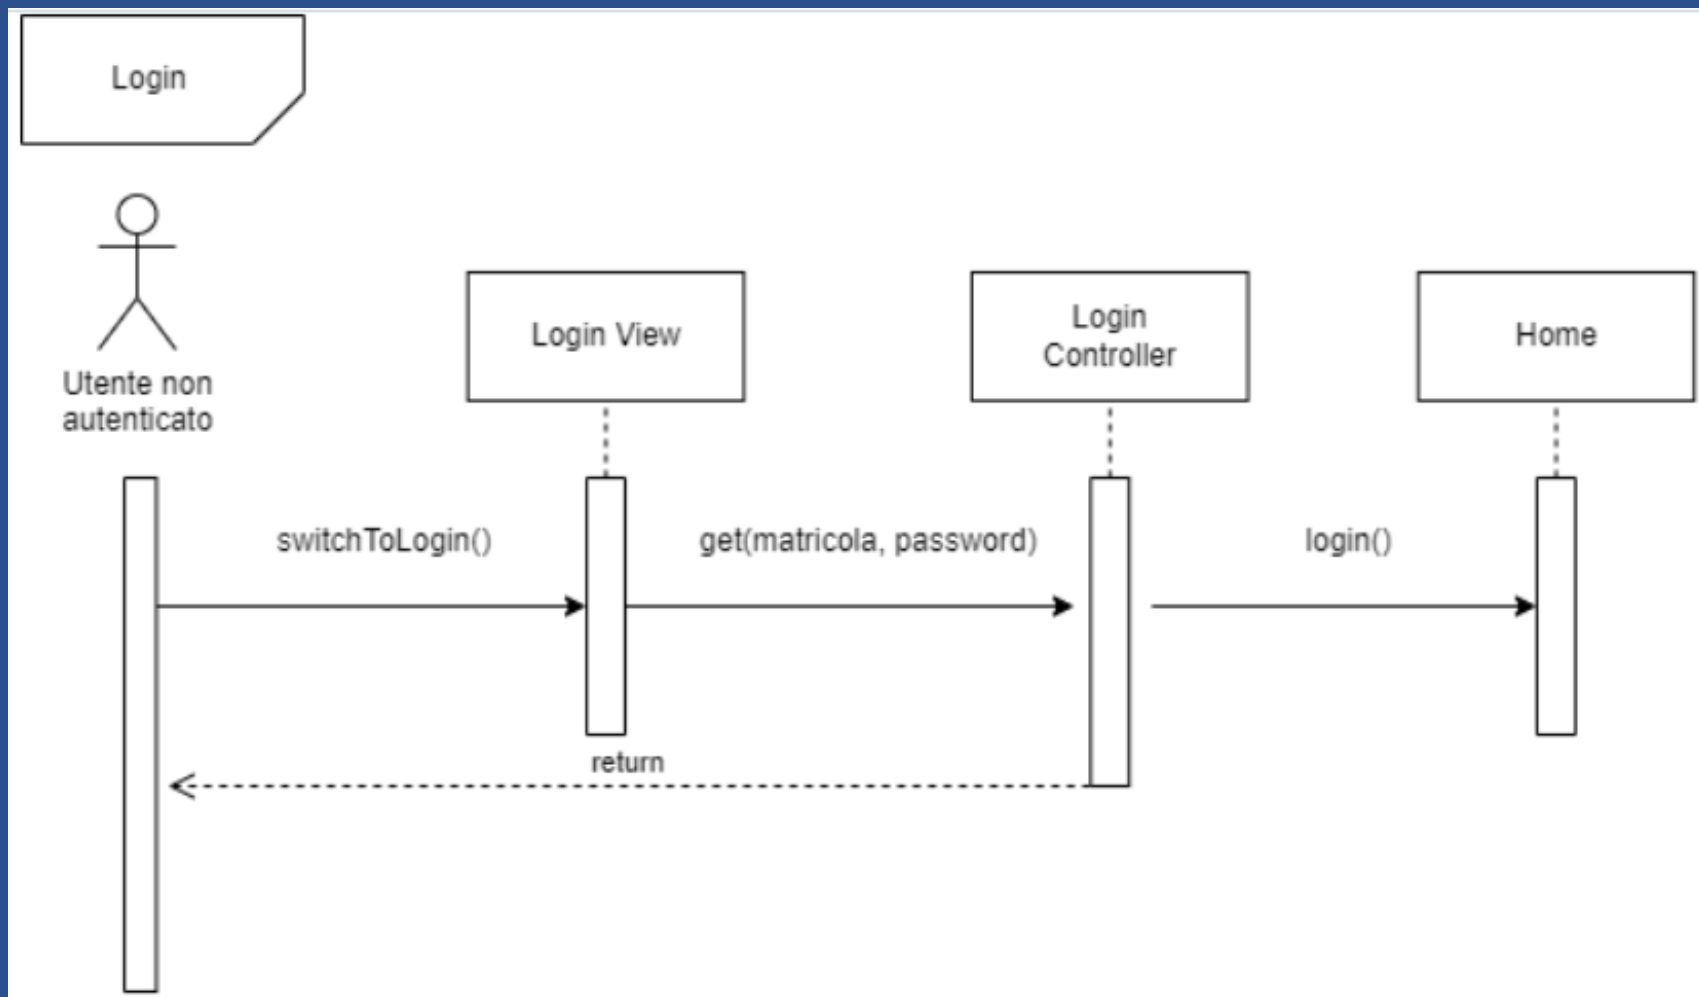 Login
Utente non
autenticato
Login View
Login
Controller
Home
switchToLogin()
get(matricola, password)
login()
return